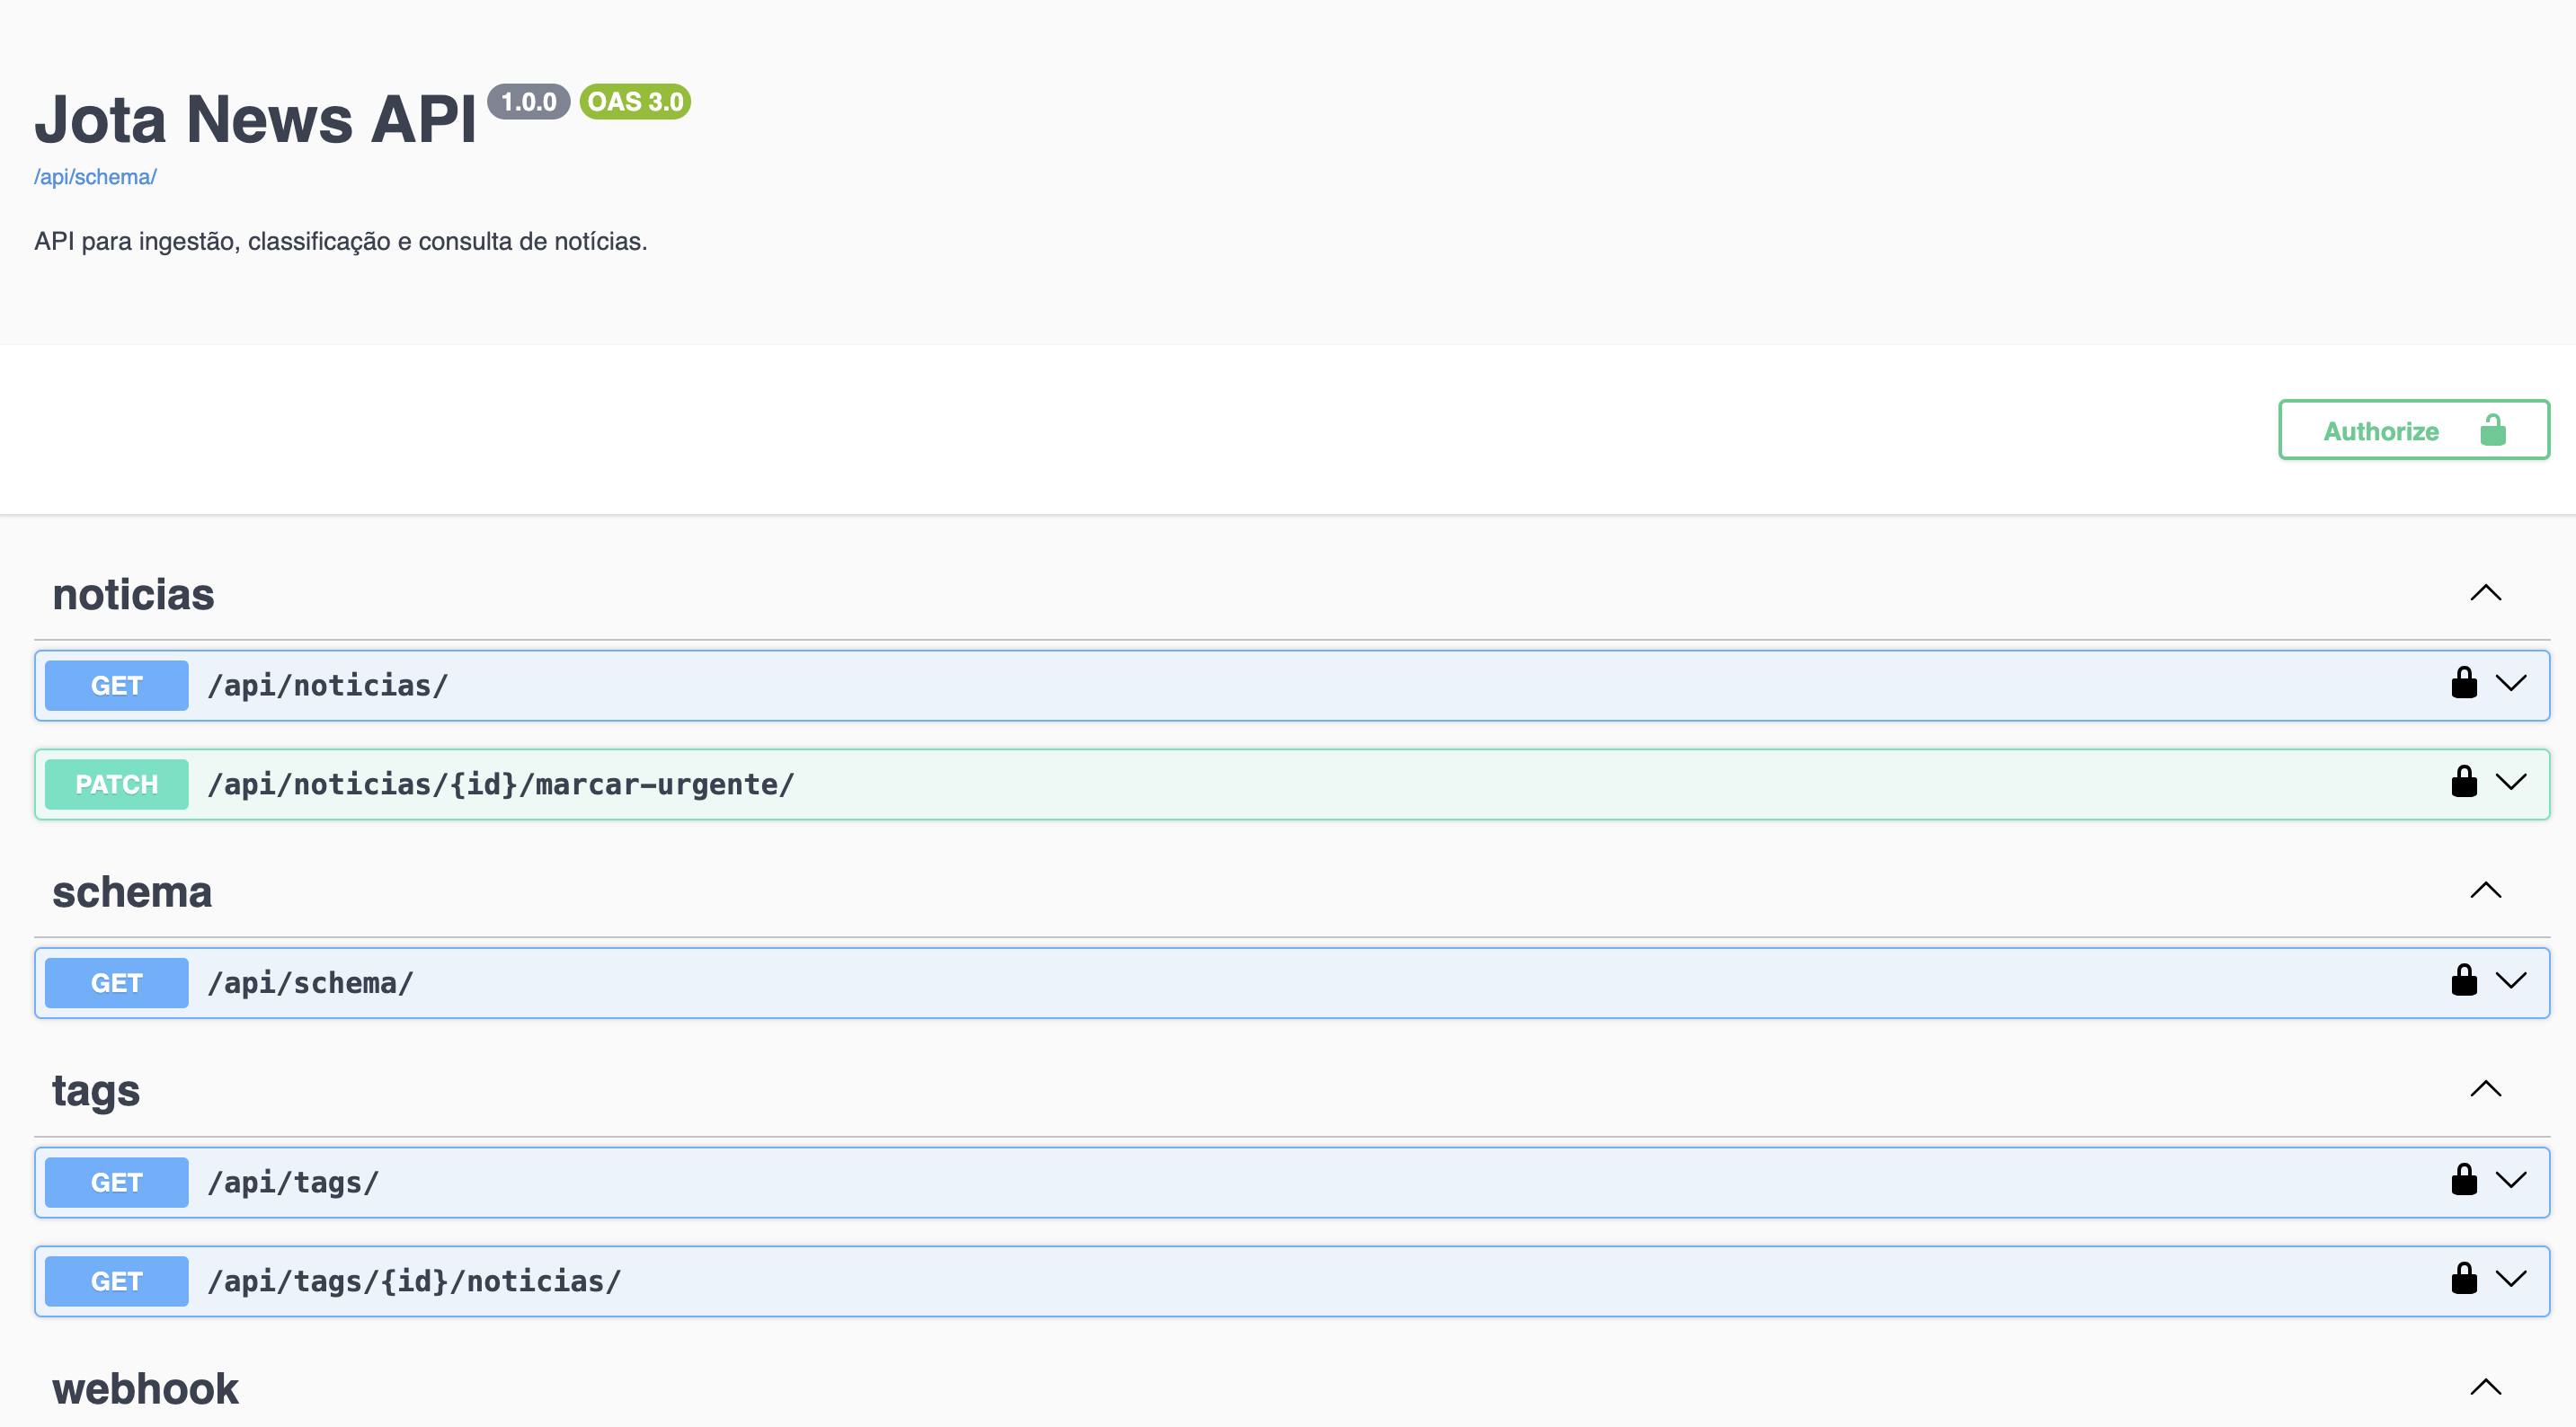 Jota News API 1.0.0 OAS 3.0
/api/schema/
API para ingestão, classificação e consulta de notícias.
Authorize
noticias
GET /api/noticias/
PATCH /api/noticias/{id}/marcar-urgente/
schema
GET /api/schema/
tags
GET /api/tags/
GET /api/tags/{id}/noticias/
webhook